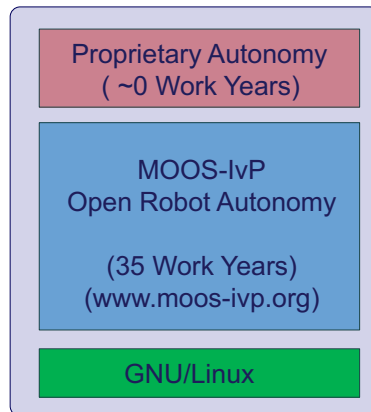 Proprietary Autonomy
( ~0 Work Years)
MOOS-IvP
Open Robot Autonomy
(35 Work Years)
(www.moos-ivp.org)
GNU/Linux